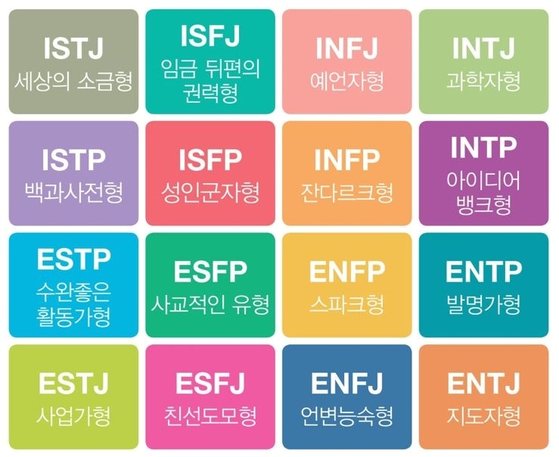 ISTJ
세상의 소금형
ISFJ
임금 뒤편의
권력형
INFJ
예언자형
INTJ
과학자형
ISTP
백과사전형
ISFP
성인군자형
INFP
잔다르크형
INTP
아이디어
뱅크형
ESTP
수완좋은
활동가형
ESFP
사교적인 유형
ENFP
스파크형
ENTP
발명가형
ESTJ
사업가형
ESFJ
친선도모형
ENFJ
언변능숙형
ENTJ
지도자형